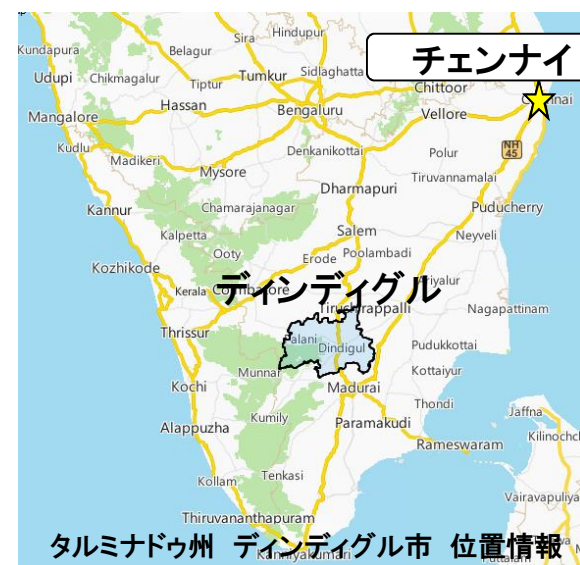 Kundapura
Sira
Hindupur
Belagur
チェンナイ
Udupi
Chikmagalur
Tiptur
Tumkur
Sidlaghatta
Chittoor
Mangalore
Hassan
Bengaluru
Vellore
Kudlu
Madikeri
Denkanikottai
Polur
NH
45
Mysore
Tiruvannamalai
Dharmapuri
Kannur
Chamarajanagar
Puducherry
Kalpetta
Salem
Neyveli
Ooty
Erode
Poolambadi
Kozhikode
Kerala
ディンディグル
Nagapattinam
Thrissur
Dindigul
Pudukkottai
Munnar
Kottaiyur
Kochi
Madurai
Thondi
Jaffna
Alappuzha
Kumily
Paramakudi
Kilinochc
Rameswaram
Kollam
Tenkasi
Vairavapuliya
Thiruvananthapuram
タルミナドゥ州 ディンディグル市 位置情報
Kanniyakumari
Puttalam